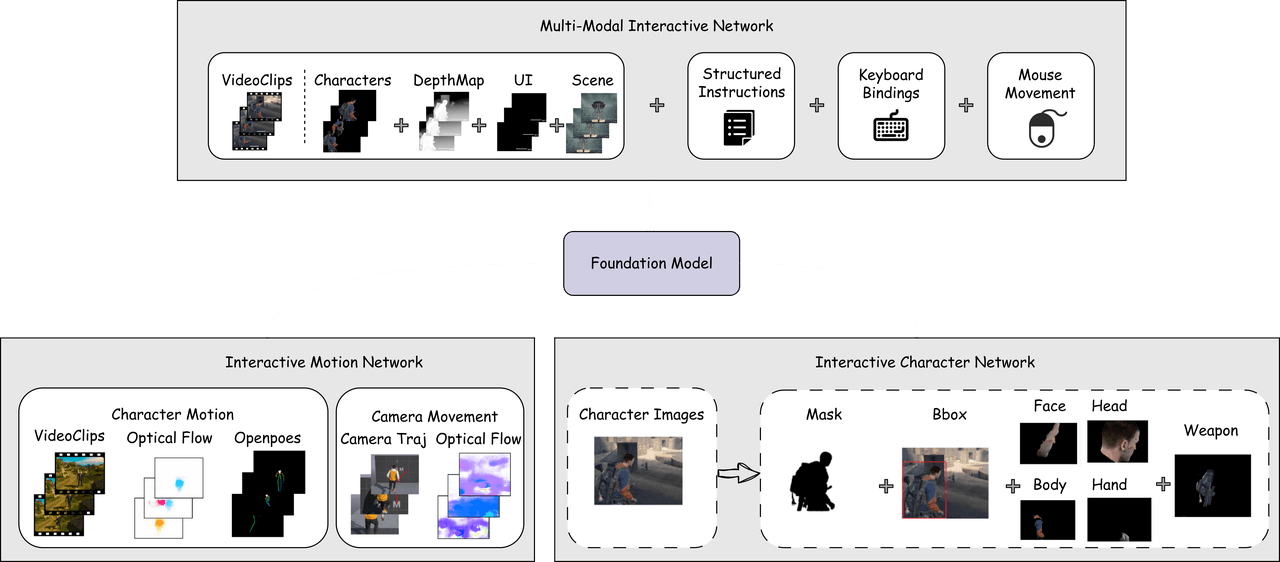 Multi-Modal Interactive Network
VideoClips
Characters
DepthMap
UI
Scene
Structured
Instructions
Keyboard
Bindings
Mouse
Movement
Foundation Model
Interactive Motion Network
Character Motion
VideoClips
Optical Flow
Openpoes
Camera Movement
Camera Traj
Optical Flow
M
Interactive Character Network
Character Images
Mask
Bbox
Face
Head
Body
Hand
Weapon